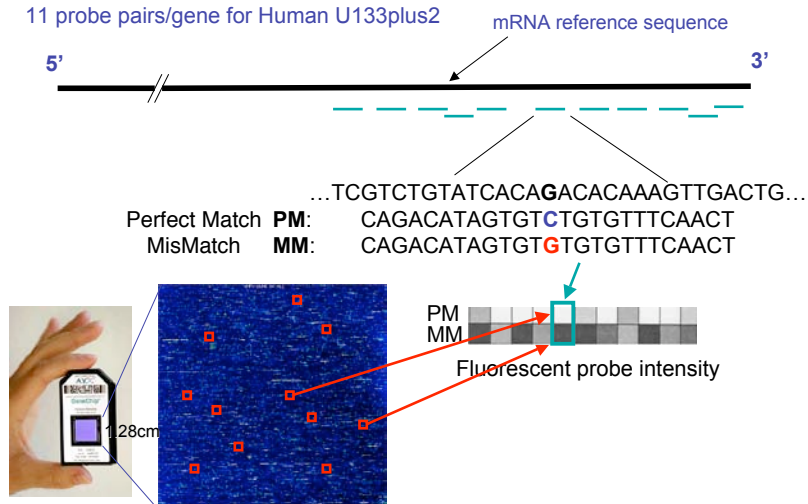 11 probe pairs/gene for Human U133plus2
mRNA reference sequence
5’
3’
…TCGTCTGTATCACAGACACAAAGTTGACTG…
Perfect Match PM: CAGACATAGTGTCTGTGTTTCAACT
MisMatch MM: CAGACATAGTGTGTGTGTTTCAACT
PM
MM
Fluorescent probe intensity
GeneChip
1.28cm